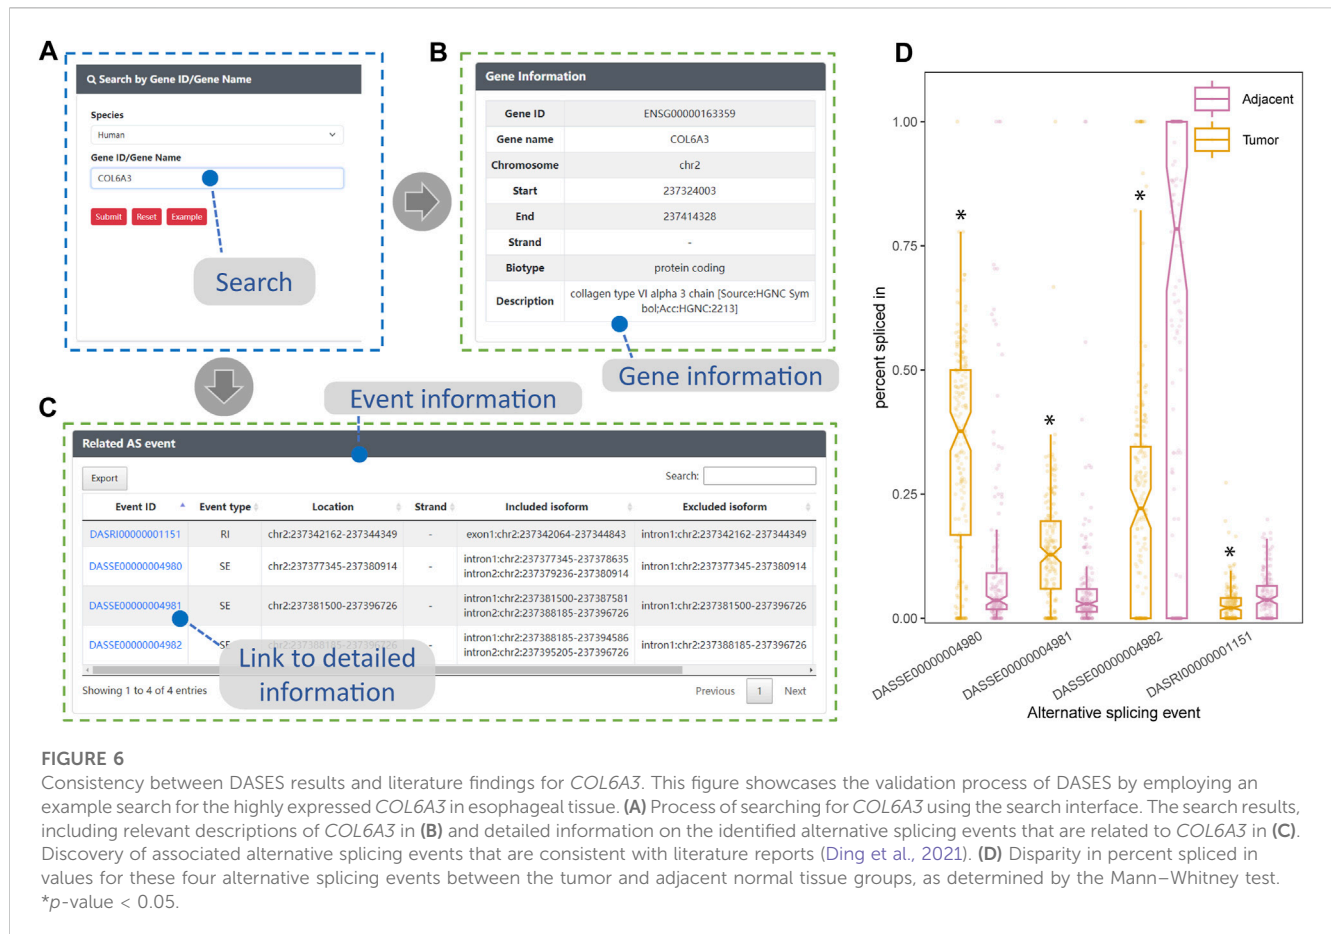 A
Search by Gene ID/Gene Name
Species
Human
Gene ID/Gene Name
COL6A3
Submit Reset Example
Search
B
Gene Information
Gene ID ENSG00000163359
Gene name COL6A3
Chromosome chr2
Start 237324003
End 237414328
Strand -
Biotype protein coding
Description collagen type VI alpha 3 chain [Source:HGNC Sym
bol;Acc:HGNC:2213]
Gene information
C
Event information
Related AS event
Export Search:
Event ID Event type Location Strand Included isoform Excluded isoform
DASRI00000001151 RI chr2:237342162-237344349 - exon1:chr2:237342064-237344843 intron1:chr2:237342162-237344349
DASSE00000004980 SE chr2:237377345-237380914 - intron1:chr2:237377345-237378635 intron1:chr2:237377345-237380914
intron2:chr2:237379236-237380914
DASSE00000004981 SE chr2:237381500-237396726 - intron1:chr2:237381500-237387581 intron1:chr2:237381500-237396726
intron2:chr2:237388185-237396726
DASSE00000004982 SE chr2:237388185-237396726 - intron1:chr2:237388185-237394586 intron1:chr2:237388185-237396726
intron2:chr2:237395205-237396726
Link to detailed
information
Showing 1 to 4 of 4 entries Previous 1 Next
D
Adjacent
Tumor
percent spliced in
1.00
0.75
0.50
0.25
0.00
* * * *
DASSE00000004980
DASSE00000004981
DASSE00000004982
DASRI00000001151
Alternative splicing event
FIGURE 6
Consistency between DASES results and literature findings for COL6A3. This figure showcases the validation process of DASES by employing an
example search for the highly expressed COL6A3 in esophageal tissue. (A) Process of searching for COL6A3 using the search interface. The search results,
including relevant descriptions of COL6A3 in (B) and detailed information on the identified alternative splicing events that are related to COL6A3 in (C).
Discovery of associated alternative splicing events that are consistent with literature reports (Ding et al., 2021). (D) Disparity in percent spliced in
values for these four alternative splicing events between the tumor and adjacent normal tissue groups, as determined by the Mann–Whitney test.
*p-value < 0.05.